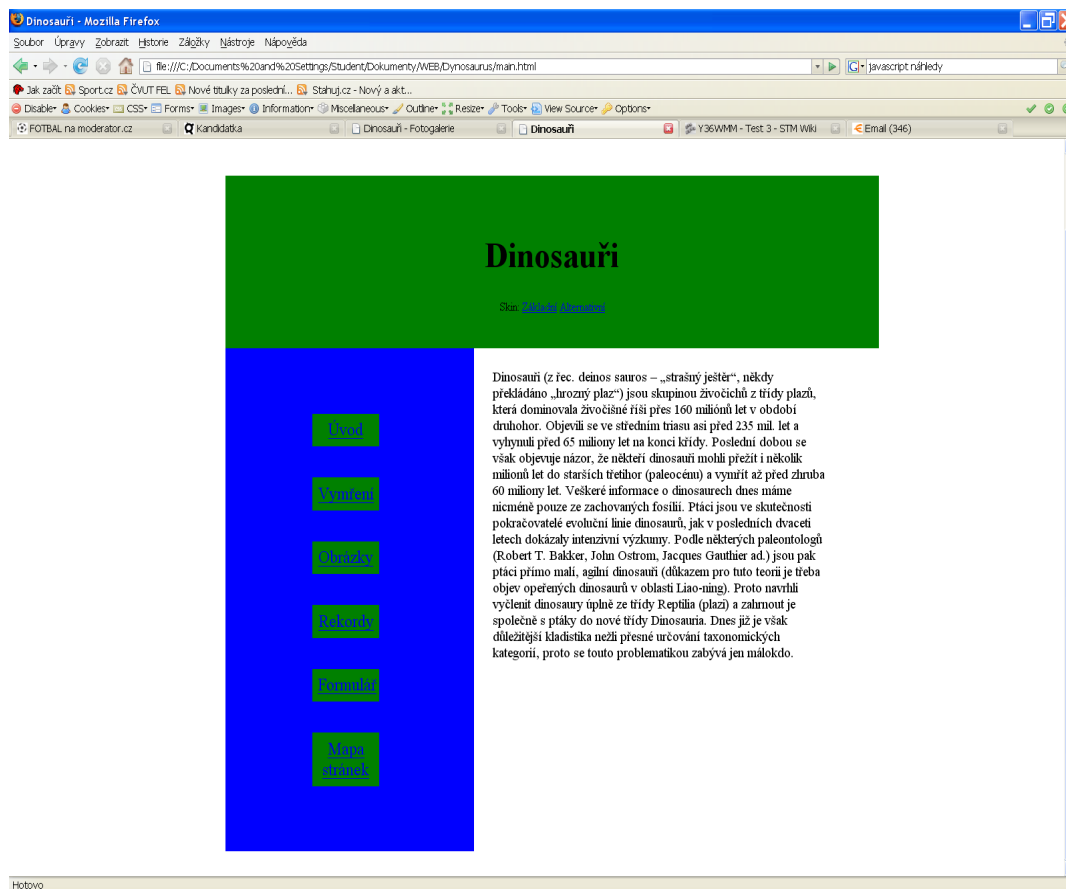 Dinosauři - Mozilla Firefox
Soubor Úpravy Zobrazit Historie Záložky Nástroje Nápověda
file:///C:/Documents%20and%20Settings/Student/Dokumenty/WEB/Dynosaurus/main.html
G javascript náhledy
Jak začít Sport.cz ČVUT FEL Nové titulky za poslední... Stahuj.cz - Nový a akt...
Disable Cookies CSS Forms Images Information Miscellaneous Outline Resize Tools View Source Options
FOTBAL na moderator.cz Kandidatka Dinosauři - Fotogalerie Dinosauři Y36WMM - Test 3 - STM Wiki Email (346)
Dinosauři
Skin: Základní Alternativní
Úvod
Vymření
Obrázky
Rekordy
Formulář
Mapa
stránek
Dinosauři (z řec. deinos sauros – „strašný ještěr“, někdy
překládáno „hrozný plaz“) jsou skupinou živočichů z třídy plazů,
která dominovala živočišné říši přes 160 miliónů let v období
druhohor. Objevili se ve středním triasu asi před 235 mil. let a
vyhynuli před 65 miliony let na konci křídy. Poslední dobou se
však objevuje názor, že někteří dinosauři mohli přežít i několik
milionů let do starších třetihor (paleocénu) a vymřít až před zhruba
60 miliony let. Veškeré informace o dinosaurech dnes máme
nicméně pouze ze zachovaných fosílií. Ptáci jsou ve skutečnosti
pokračovatelé evoluční linie dinosaurů, jak v posledních dvaceti
letech dokázaly intenzivní výzkumy. Podle některých paleontologů
(Robert T. Bakker, John Ostrom, Jacques Gauthier ad.) jsou pak
ptáci přímo malí, agilní dinosauři (důkazem pro tuto teorii je třeba
objev opeřených dinosaurů v oblasti Liao-ning). Proto navrhli
vyčlenit dinosaury úplně ze třídy Reptilia (plazi) a zahrnout je
společně s ptáky do nové třídy Dinosauria. Dnes již je však
důležitější kladistika nežli přesné určování taxonomických
kategorií, proto se touto problematikou zabývá jen málokdo.
Hotovo